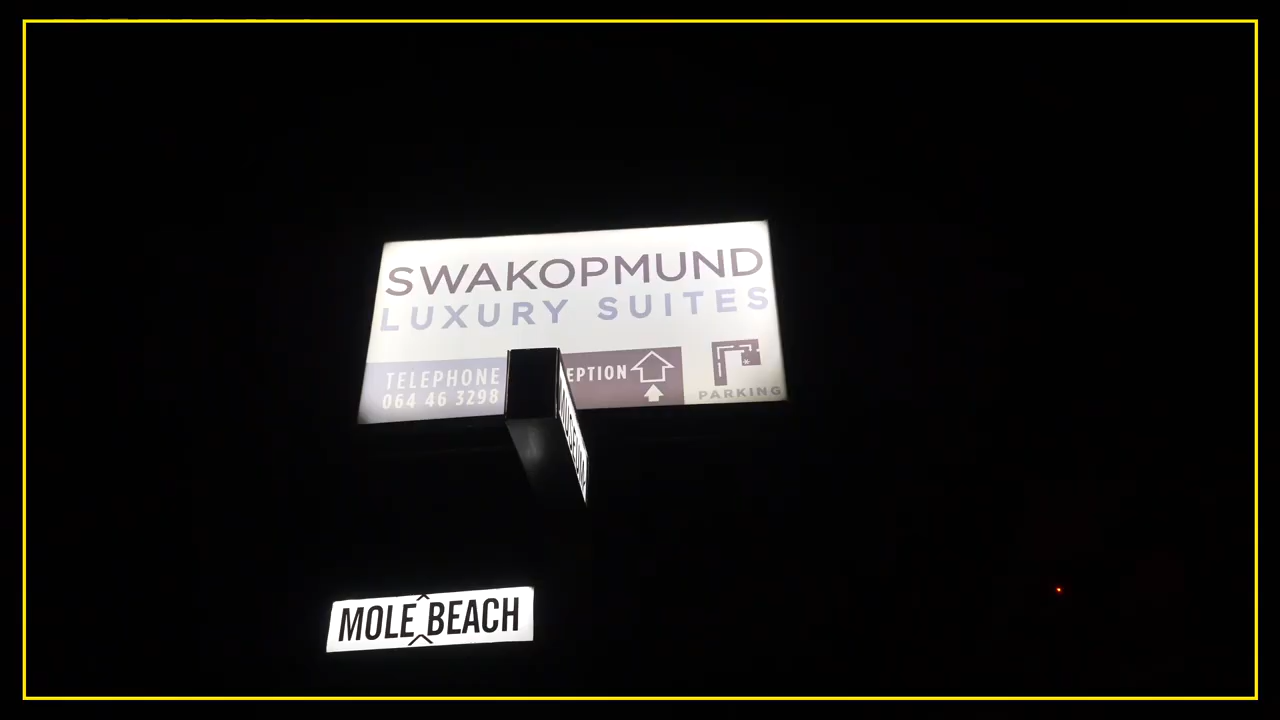 SWAKOPMUND
LUXURY SUITES
TELEPHONE
064 46 3298
EPTION
PARKING
MOLE BEACH